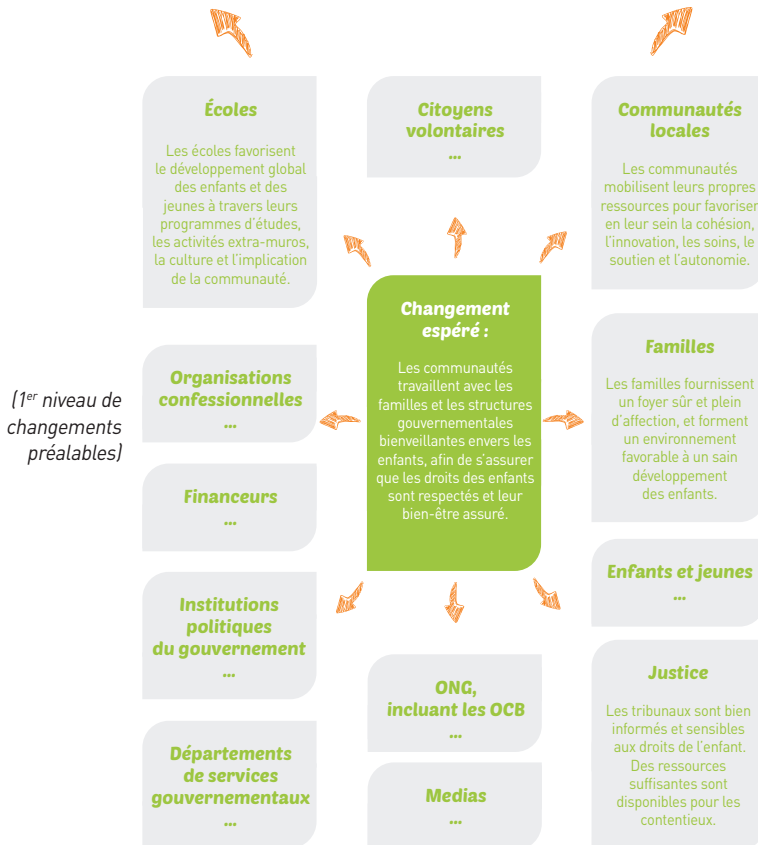 Écoles
Les écoles favorisent
le développement global
des enfants et des
jeunes à travers leurs
programmes d'études,
les activités extra-muros,
la culture et l'implication
de la communauté.
Citoyens
volontaires
...
Communautés
locales
Les communautés
mobilisent leurs propres
ressources pour favoriser
en leur sein la cohésion,
l'innovation, les soins, le
soutien et l'autonomie.
(1er niveau de
changements
préalables)
Organisations
confessionnelles
...
Financeurs
...
Institutions
politiques
du gouvernement
...
Départements
de services
gouvernementaux
...
Changement
espéré :
Les communautés
travaillent avec les
familles et les structures
gouvernementales
bienveillantes envers les
enfants, afin de s'assurer
que les droits des enfants
sont respectés et leur
bien-être assuré.
ONG,
incluant les OCB
...
Medias
...
Familles
Les familles fournissent
un foyer sûr et plein
d'affection, et forment
un environnement
favorable à un sain
développement
des enfants.
Enfants et jeunes
...
Justice
Les tribunaux sont bien
informés et sensibles
aux droits de l'enfant.
Des ressources
suffisantes sont
disponibles pour les
contentieux.